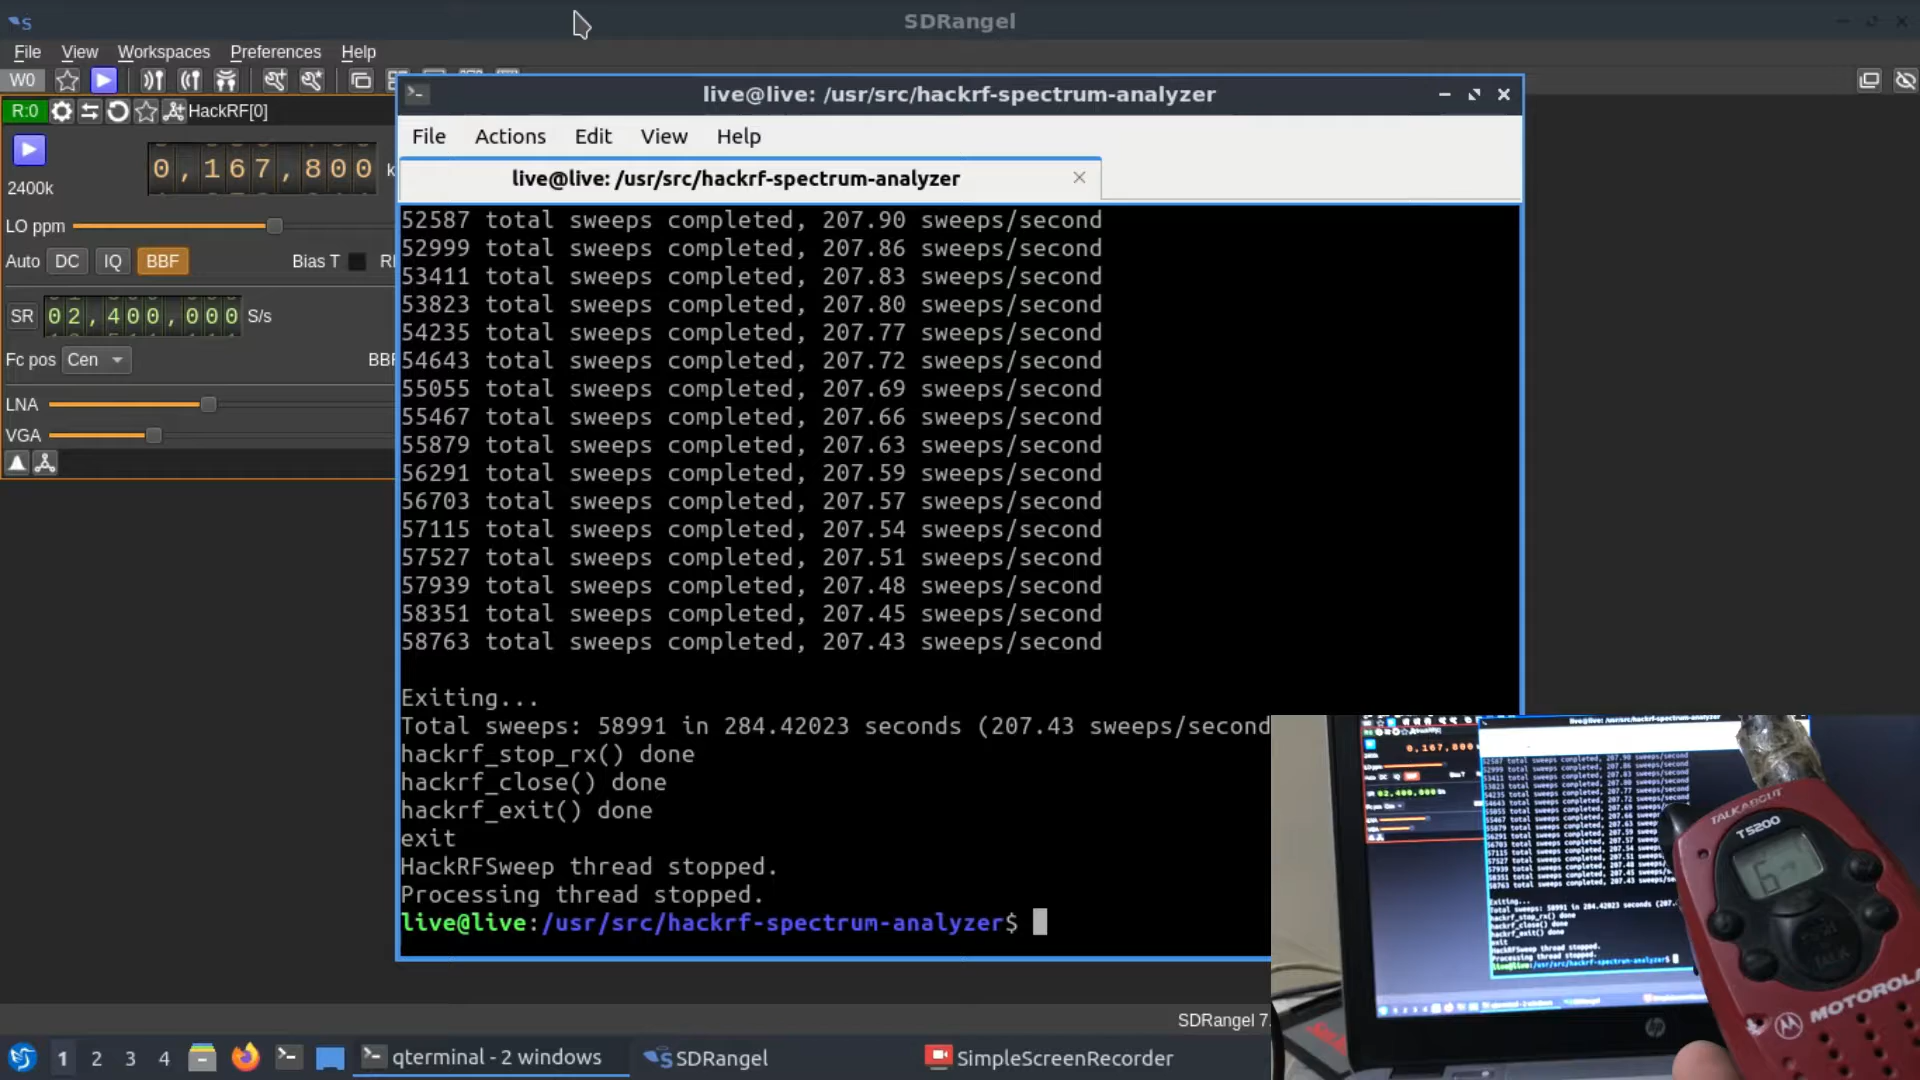 SDRangel
File View Workspaces Preferences Help
W0
R:0 HackRF[0]
0,167,800 k
2400k
LO ppm
Auto DC IQ BBF Bias T
SR 02,400,000 S/s
Fc pos Cen
LNA
VGA
live@live: /usr/src/hackrf-spectrum-analyzer
File Actions Edit View Help
live@live: /usr/src/hackrf-spectrum-analyzer
52587 total sweeps completed, 207.90 sweeps/second
52999 total sweeps completed, 207.86 sweeps/second
53411 total sweeps completed, 207.83 sweeps/second
53823 total sweeps completed, 207.80 sweeps/second
54235 total sweeps completed, 207.77 sweeps/second
54643 total sweeps completed, 207.72 sweeps/second
55055 total sweeps completed, 207.69 sweeps/second
55467 total sweeps completed, 207.66 sweeps/second
55879 total sweeps completed, 207.63 sweeps/second
56291 total sweeps completed, 207.59 sweeps/second
56703 total sweeps completed, 207.57 sweeps/second
57115 total sweeps completed, 207.54 sweeps/second
57527 total sweeps completed, 207.51 sweeps/second
57939 total sweeps completed, 207.48 sweeps/second
58351 total sweeps completed, 207.45 sweeps/second
58763 total sweeps completed, 207.43 sweeps/second
Exiting...
Total sweeps: 58991 in 284.42023 seconds (207.43 sweeps/second
hackrf_stop_rx() done
hackrf_close() done
hackrf_exit() done
exit
HackRFSweep thread stopped.
Processing thread stopped.
live@live:/usr/src/hackrf-spectrum-analyzer$
TALKABOUT
T5200
MOTOROLA
hp
SDRangel 7.
1 2 3 4 qterminal - 2 windows SDRangel SimpleScreenRecorder